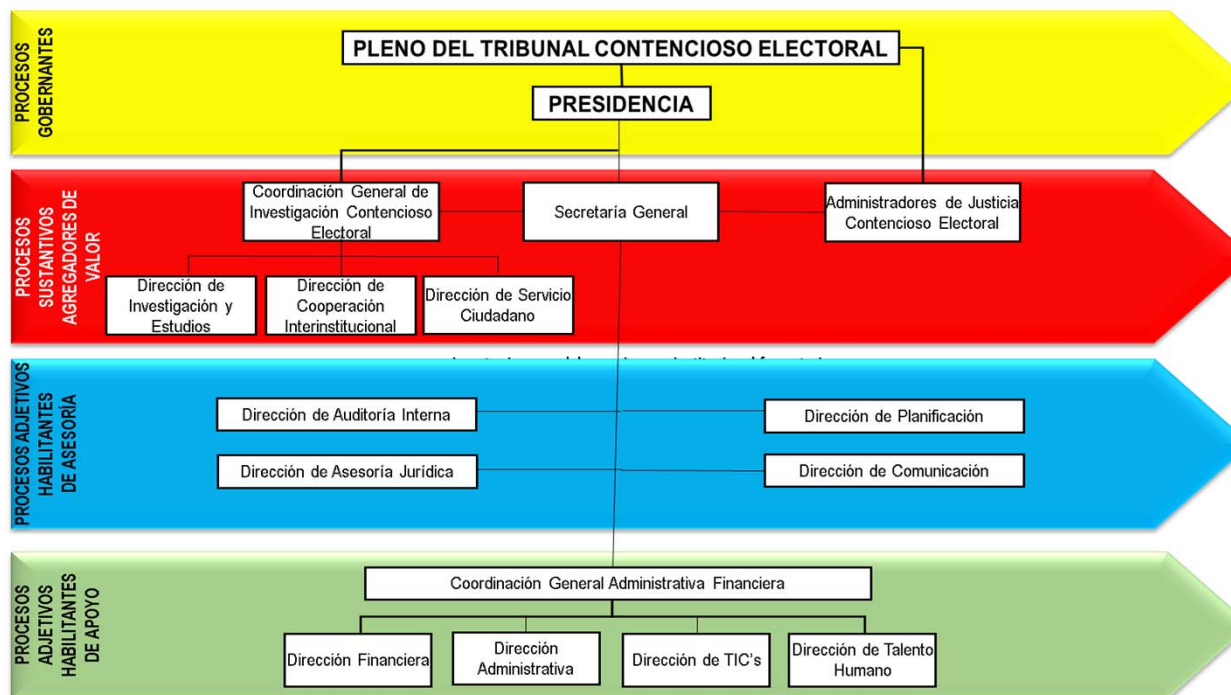 PROCESOS
GOBERNANTES
PLENO DEL TRIBUNAL CONTENCIOSO ELECTORAL
PRESIDENCIA
PROCESOS
SUSTANTIVOS
AGREGADORES DE
VALOR
Coordinación General de
Investigación Contencioso
Electoral
Secretaría General
Administradores de Justicia
Contencioso Electoral
Dirección de
Investigación y
Estudios
Dirección de
Cooperación
Interinstitucional
Dirección de Servicio
Ciudadano
PROCESOS ADJETIVOS
HABILITANTES
DE ASESORÍA
Dirección de Auditoría Interna
Dirección de Planificación
Dirección de Asesoría Jurídica
Dirección de Comunicación
PROCESOS
ADJETIVOS
HABILITANTES
DE APOYO
Coordinación General Administrativa Financiera
Dirección Financiera
Dirección
Administrativa
Dirección de TIC's
Dirección de Talento
Humano